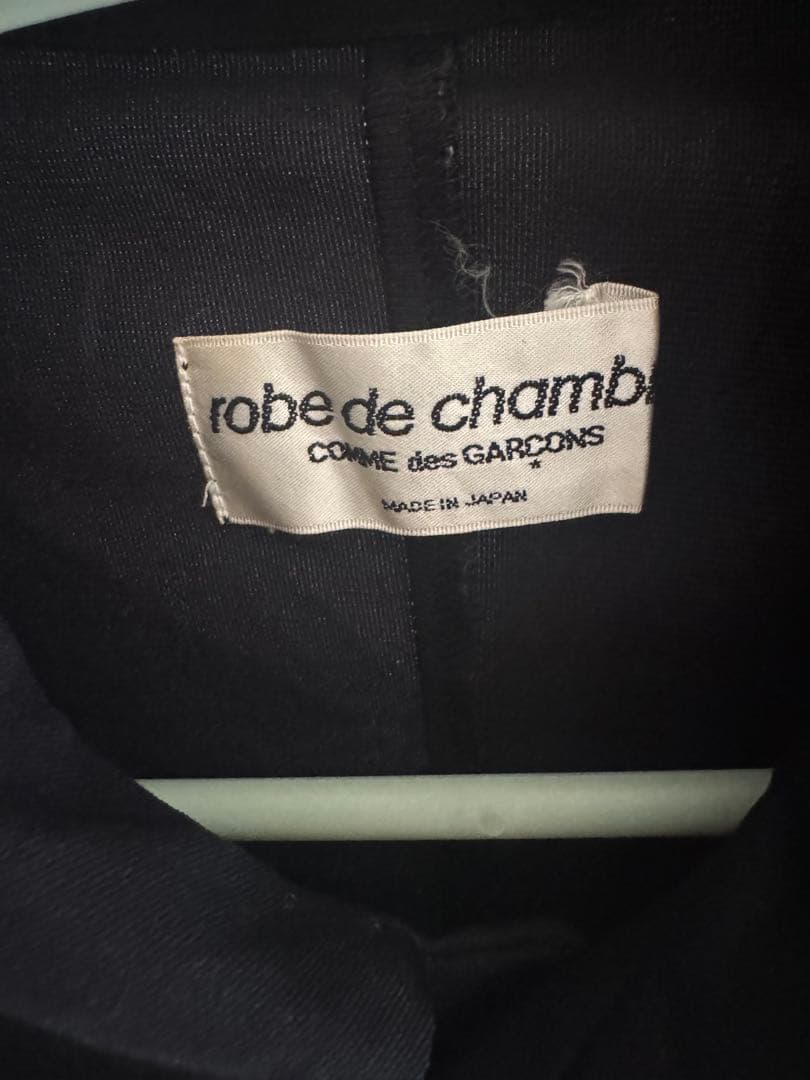 robe de chamb
COMME des GARÇONS
MADE IN JAPAN